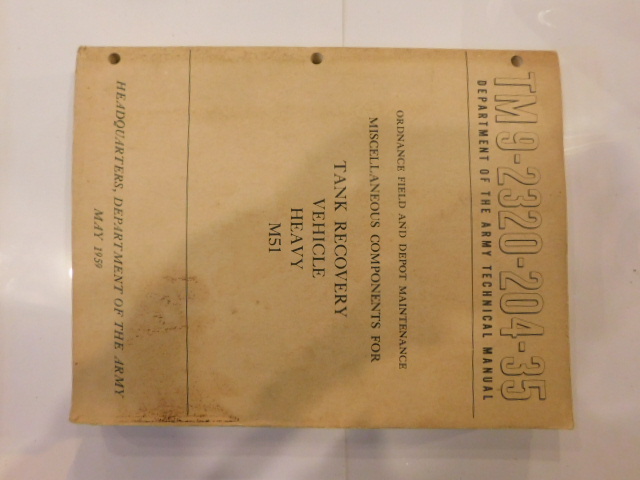 TM 9-2320-204-35
DEPARTMENT OF THE ARMY TECHNICAL MANUAL
ORDNANCE FIELD AND DEPOT MAINTENANCE
MISCELLANEOUS COMPONENTS FOR
TANK RECOVERY
VEHICLE
HEAVY
M51
HEADQUARTERS, DEPARTMENT OF THE ARMY
MAY 1959